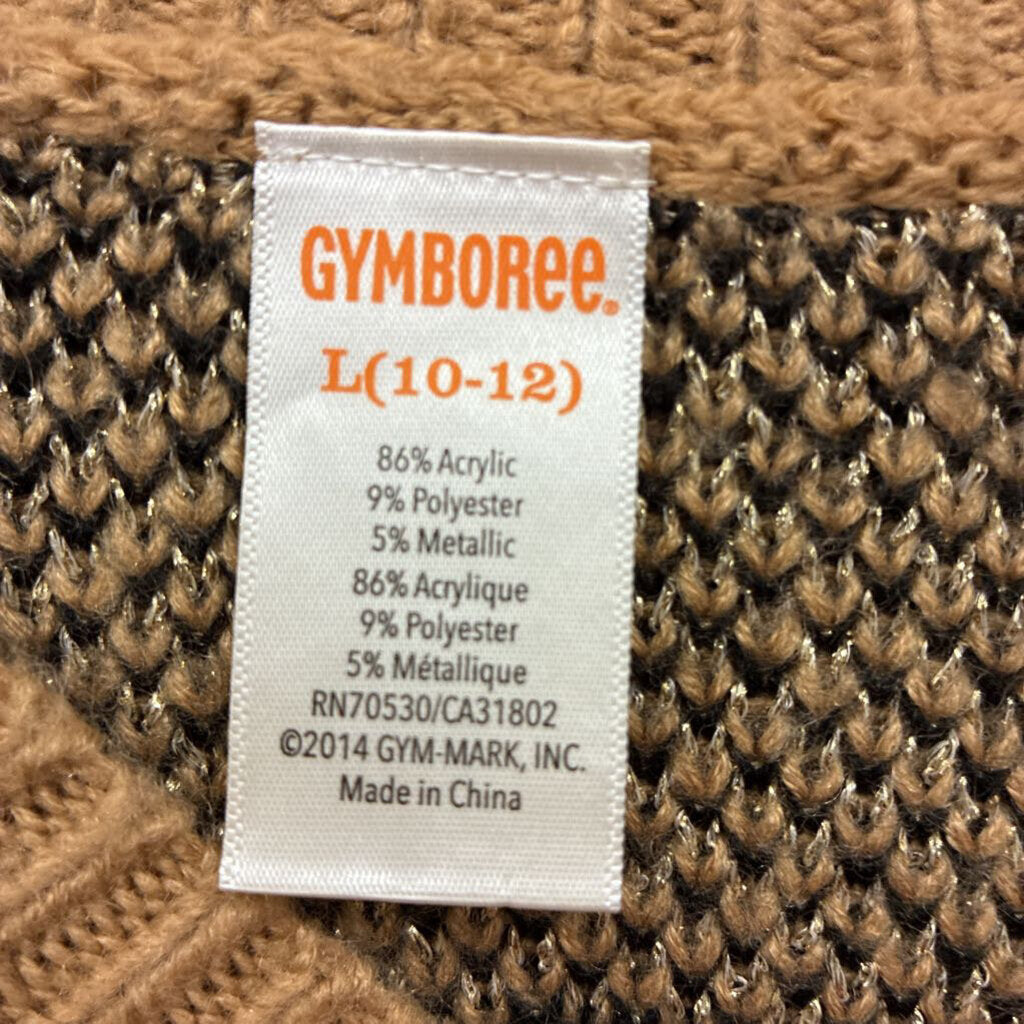 GYMBOREE®
L(10-12)
86% Acrylic
9% Polyester
5% Metallic
86% Acrylique
9% Polyester
5% Métallique
RN70530/CA31802
©2014 GYM-MARK, INC.
Made in China